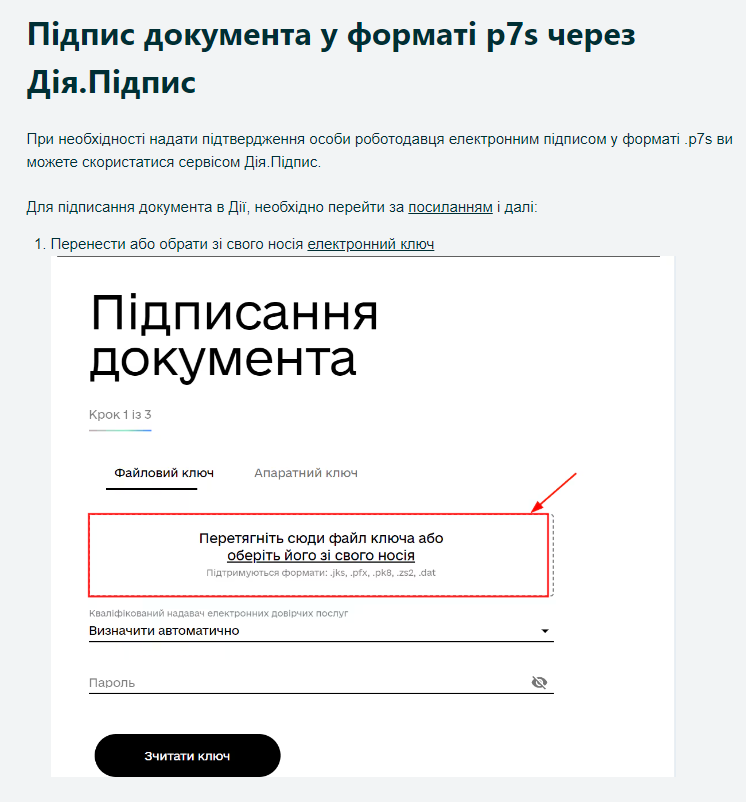 Підпис документа у форматі p7s через
Дія.Підпис
При необхідності надати підтвердження особи роботодавця електронним підписом у форматі .p7s ви
можете скористатися сервісом Дія.Підпис.
Для підписання документа в Дії, необхідно перейти за посиланням і далі:
1. Перенести або обрати зі свого носія електронний ключ
Підписання
документа
Крок 1 із 3
Файловий ключ Апаратний ключ
Перетягніть сюди файл ключа або
оберіть його зі свого носія
Підтримуються формати: .jks, .pfx, .pk8, .zs2, .dat
Кваліфікований надавач електронних довірчих послуг
Визначити автоматично
Пароль
Зчитати ключ